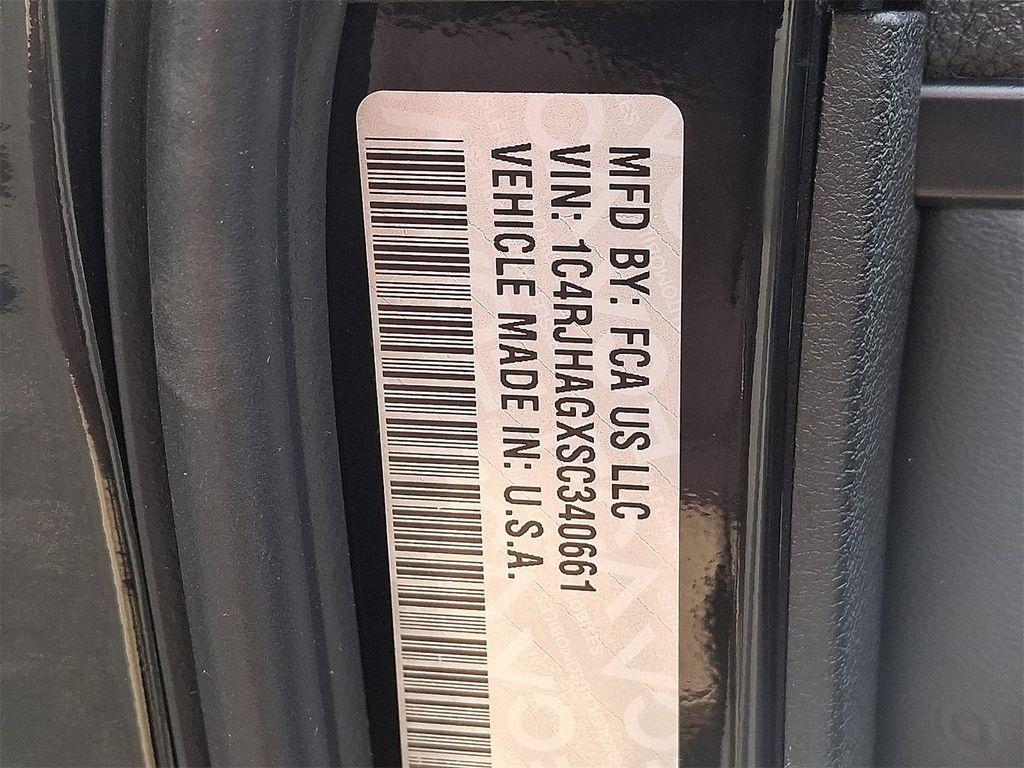 MFD BY: FCA US LLC
VIN: 1C4RJHAGXSC340661
VEHICLE MADE IN: U.S.A.